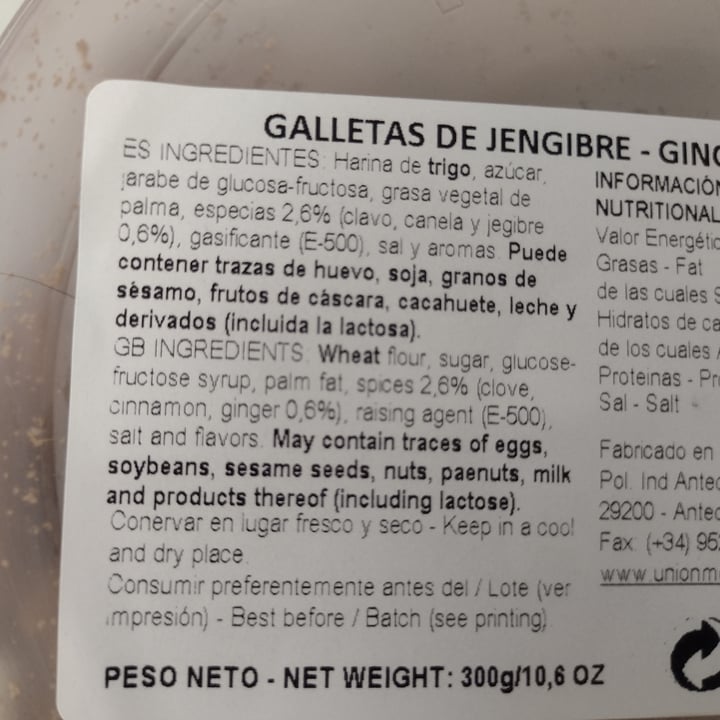 GALLETAS DE JENGIBRE - GING
ES INGREDIENTES: Harina de trigo, azúcar,
jarabe de glucosa-fructosa, grasa vegetal de
palma, especias 2,6% (clavo, canela y jegibre
0,6%), gasificante (E-500), sal y aromas. Puede
contener trazas de huevo, soja, granos de
sésamo, frutos de cáscara, cacahuete, leche y
derivados (incluida la lactosa).
GB INGREDIENTS: Wheat flour, sugar, glucose-
fructose syrup, palm fat, spices 2,6% (clove,
cinnamon, ginger 0,6%), raising agent (E-500),
salt and flavors. May contain traces of eggs,
soybeans, sesame seeds, nuts, paenuts, milk
and products thereof (including lactose).
Conervar en lugar fresco y seco - Keep in a cool
and dry place.
Consumir preferentemente antes del / Lote (ver
impresión) - Best before / Batch (see printing)
PESO NETO - NET WEIGHT: 300g/10,6 OZ
INFORMACIÓN
NUTRITIONAL
Valor Energétic
Grasas - Fat
de las cuales S
Hidratos de ca
de los cuales A
Proteinas - Pr
Sal - Salt
Fabricado en
Pol. Ind Anteq
29200 - Anteq
Fax: (+34) 952
www.unionm